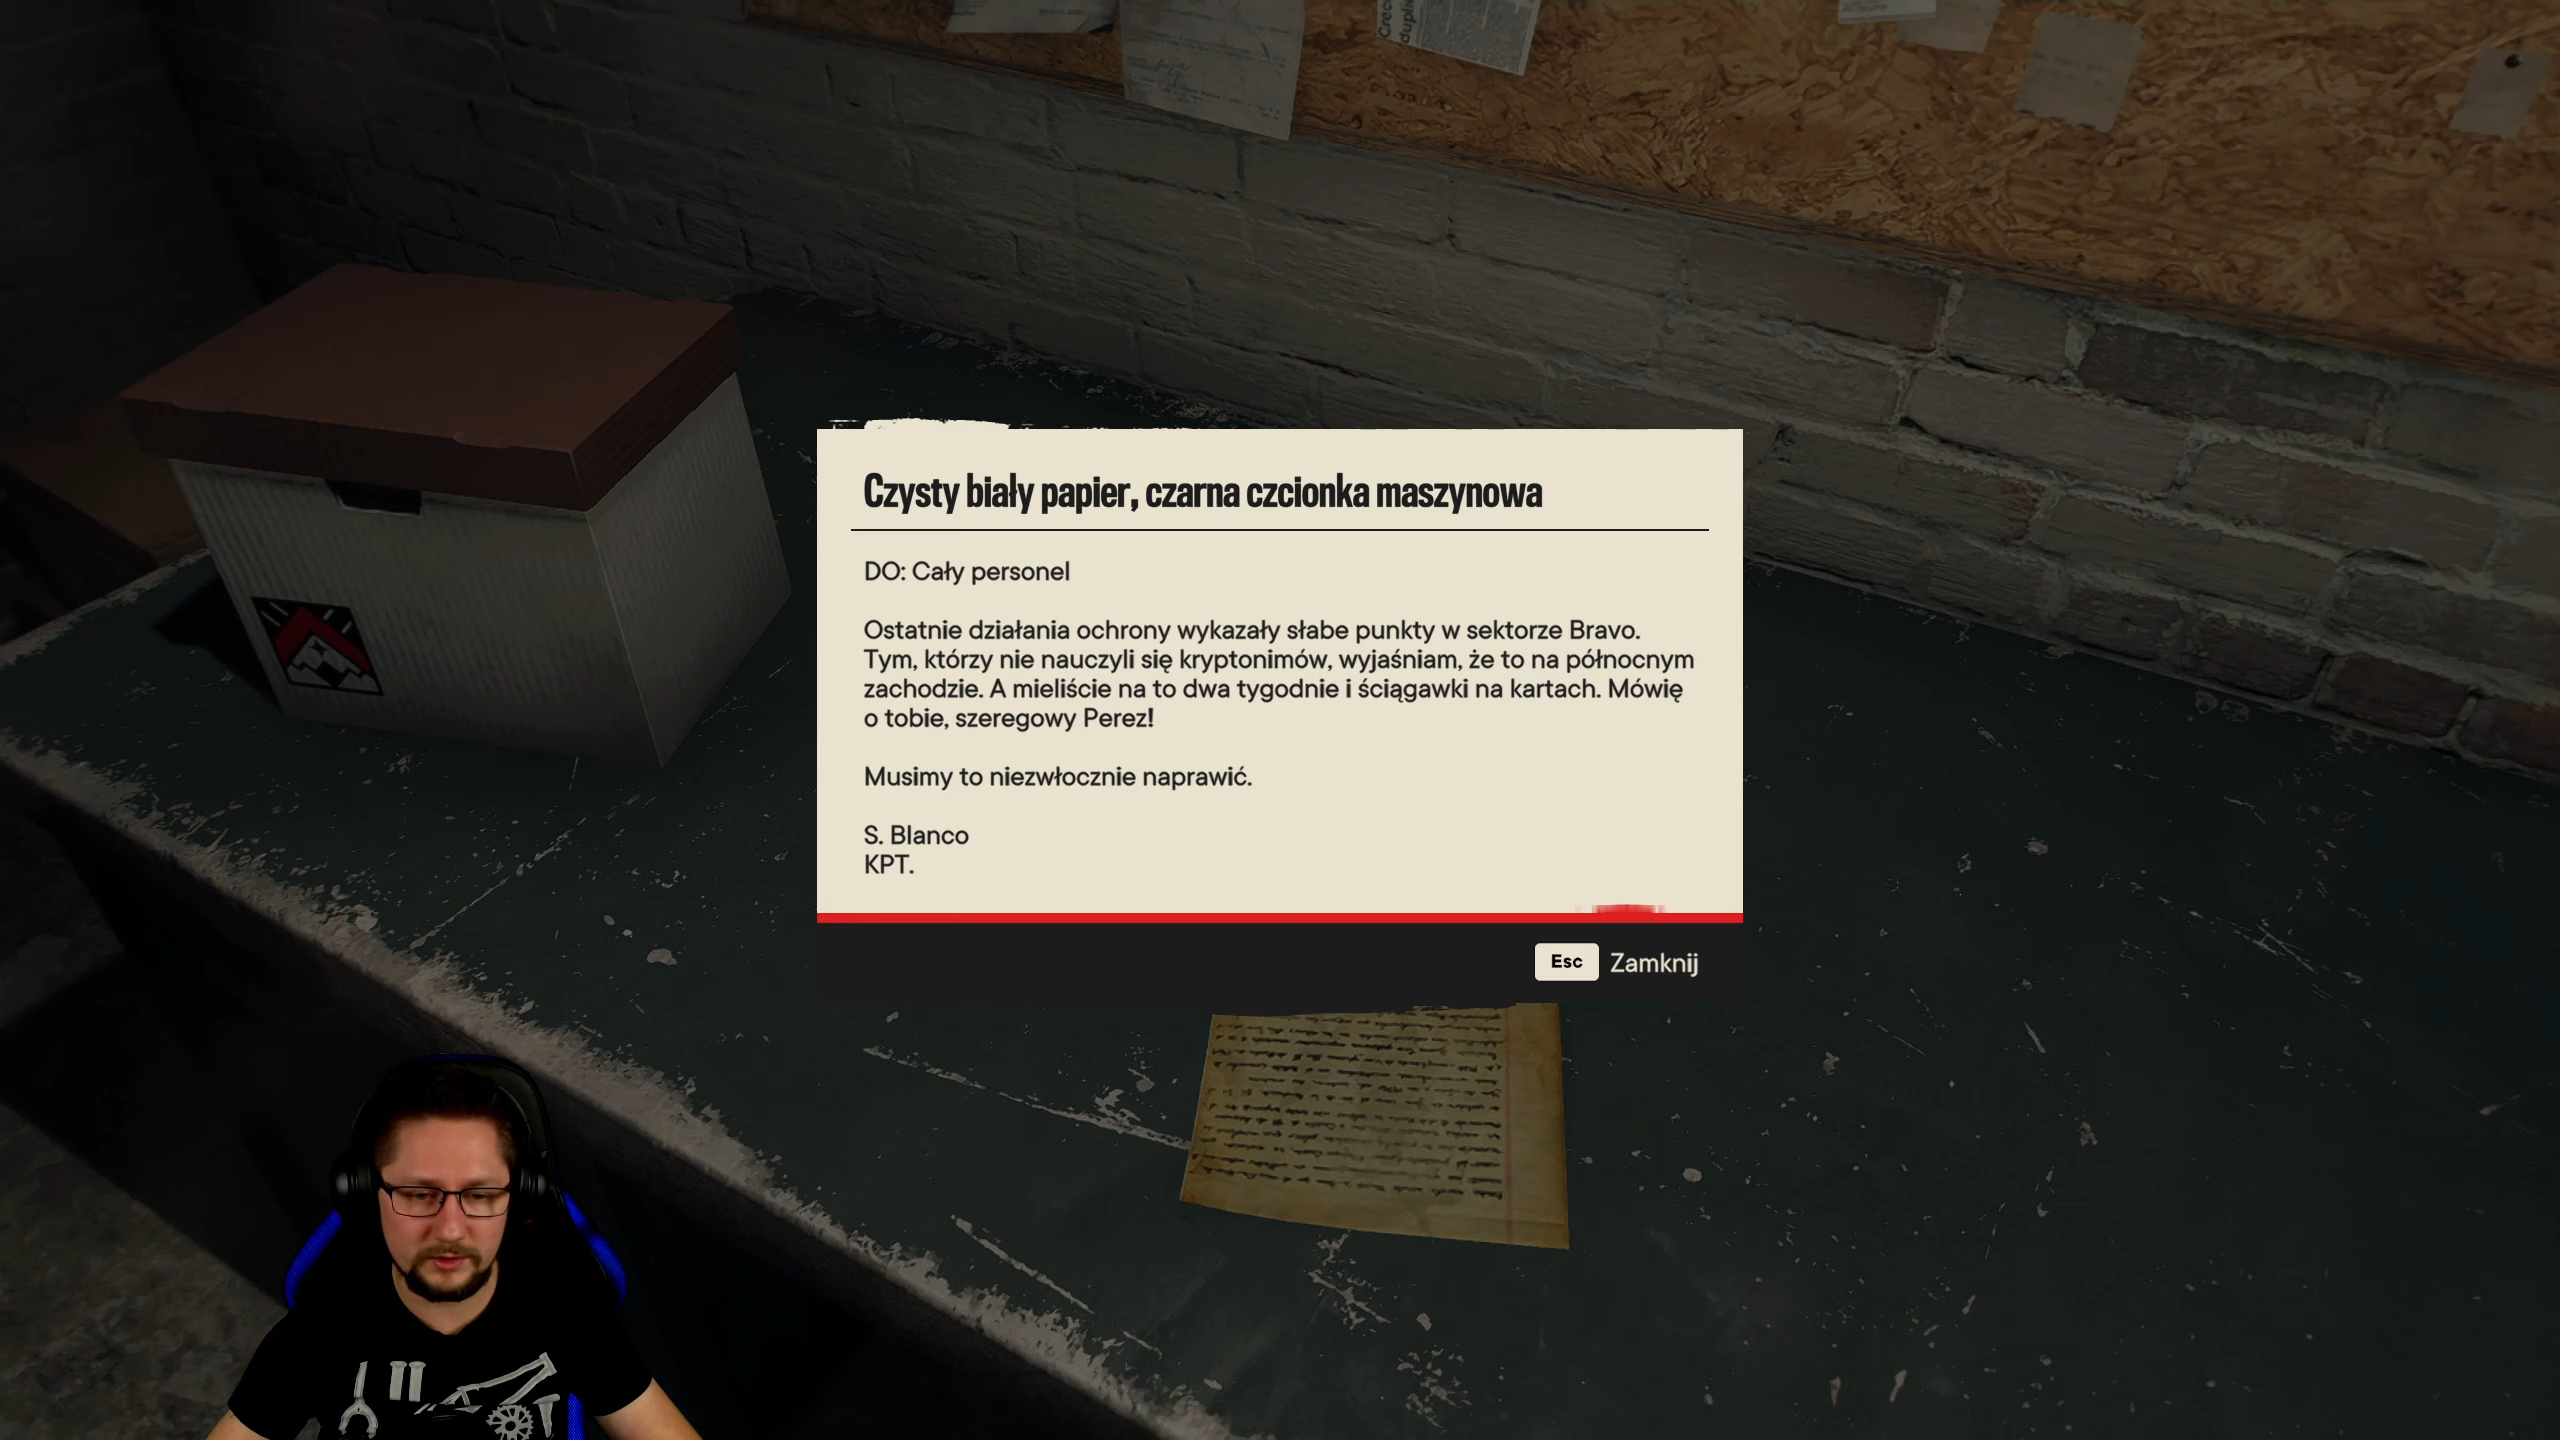 Czysty biały papier, czarna czcionka maszynowa
DO: Cały personel
Ostatnie działania ochrony wykazały słabe punkty w sektorze Bravo.
Tym, którzy nie nauczyli się kryptonimów, wyjaśniam, że to na północnym
zachodzie. A mieliście na to dwa tygodnie i ściągawki na kartach. Mówię
o tobie, szeregowy Perez!
Musimy to niezwłocznie naprawić.
S. Blanco
KPT.
Esc Zamknij